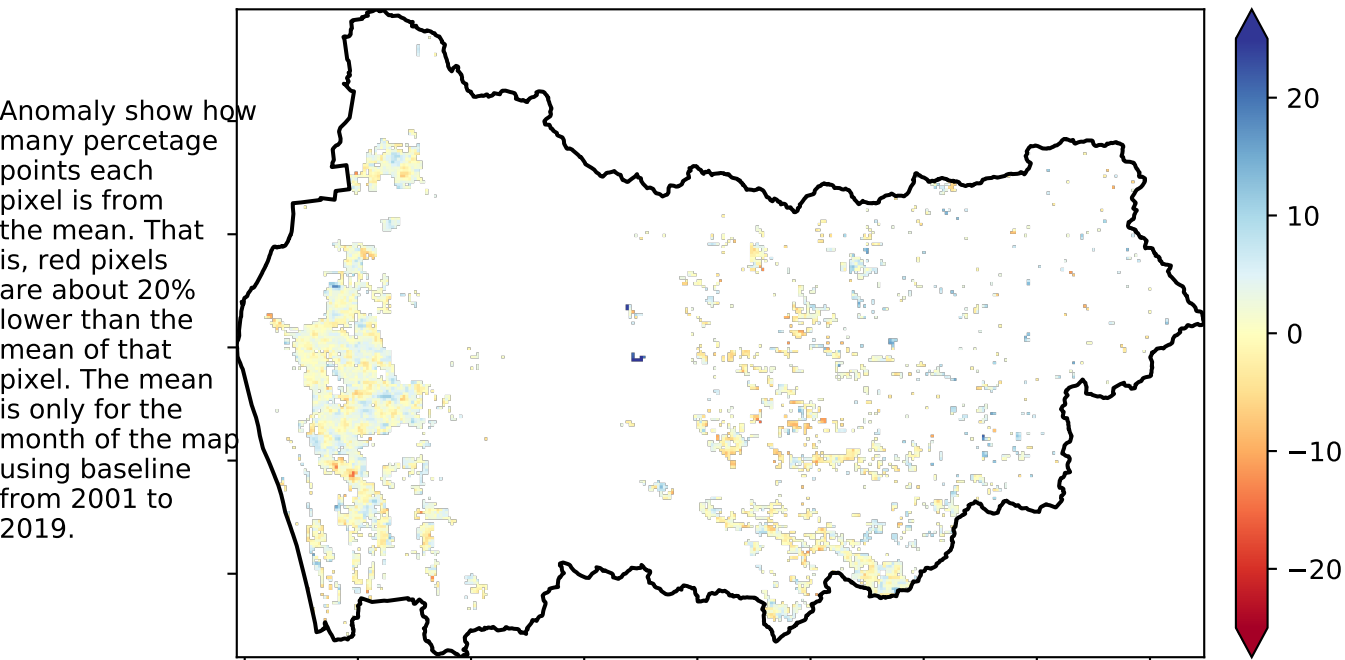 Anomaly show how
many percetage
points each
pixel is from
the mean. That
is, red pixels
are about 20%
lower than the
mean of that
pixel. The mean
is only for the
month of the map
using baseline
from 2001 to
2019.
20
10
0
−10
−20